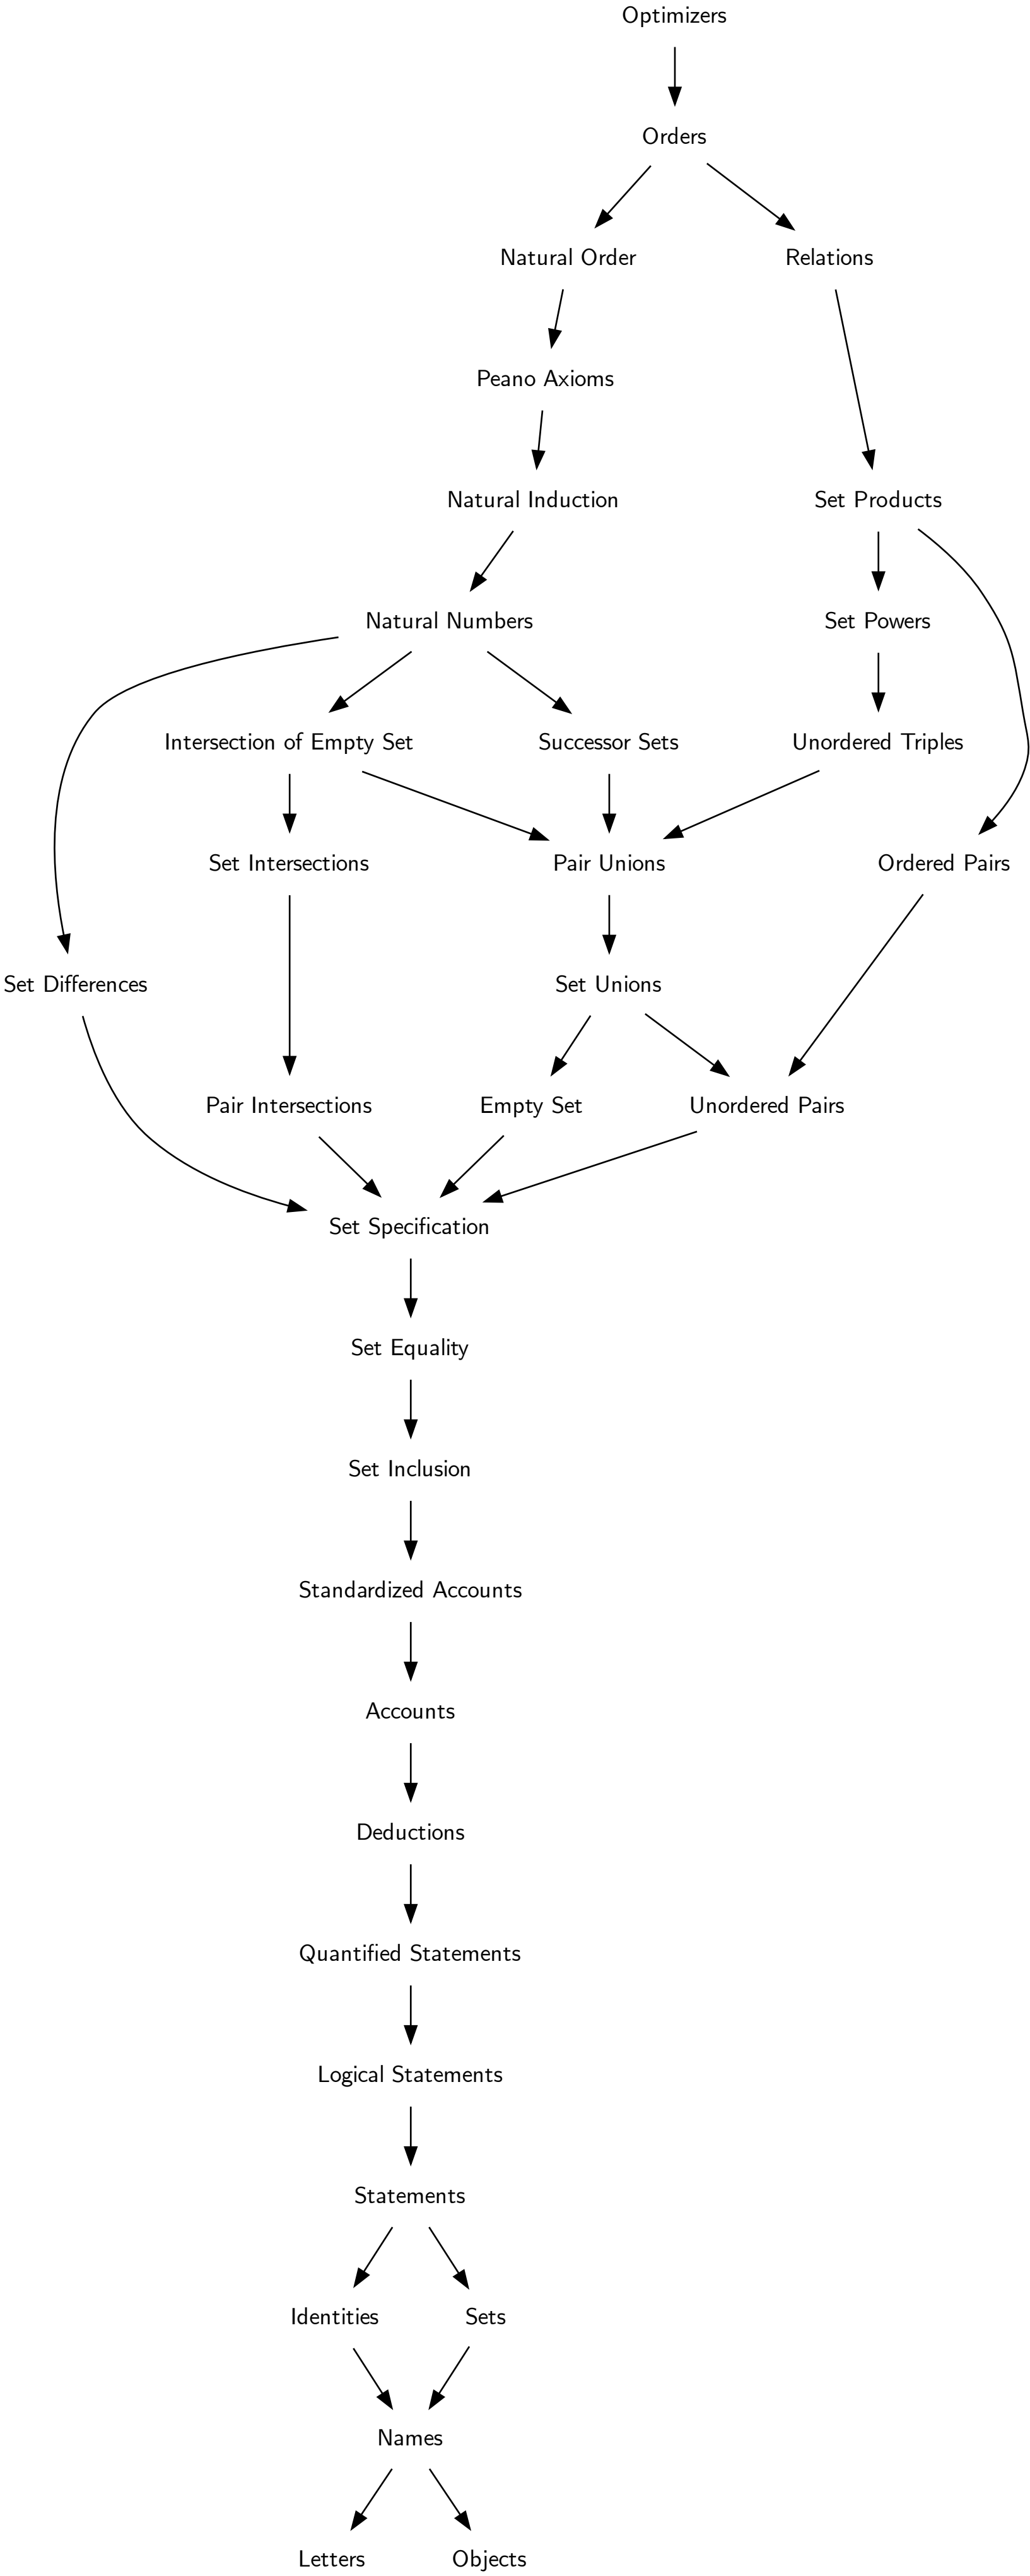 Optimizers
Orders
Natural Order
Relations
Peano Axioms
Natural Induction
Set Products
Natural Numbers
Set Powers
Intersection of Empty Set
Successor Sets
Unordered Triples
Set Intersections
Pair Unions
Ordered Pairs
Set Differences
Set Unions
Pair Intersections
Empty Set
Unordered Pairs
Set Specification
Set Equality
Set Inclusion
Standardized Accounts
Accounts
Deductions
Quantified Statements
Logical Statements
Statements
Identities
Sets
Names
Letters
Objects